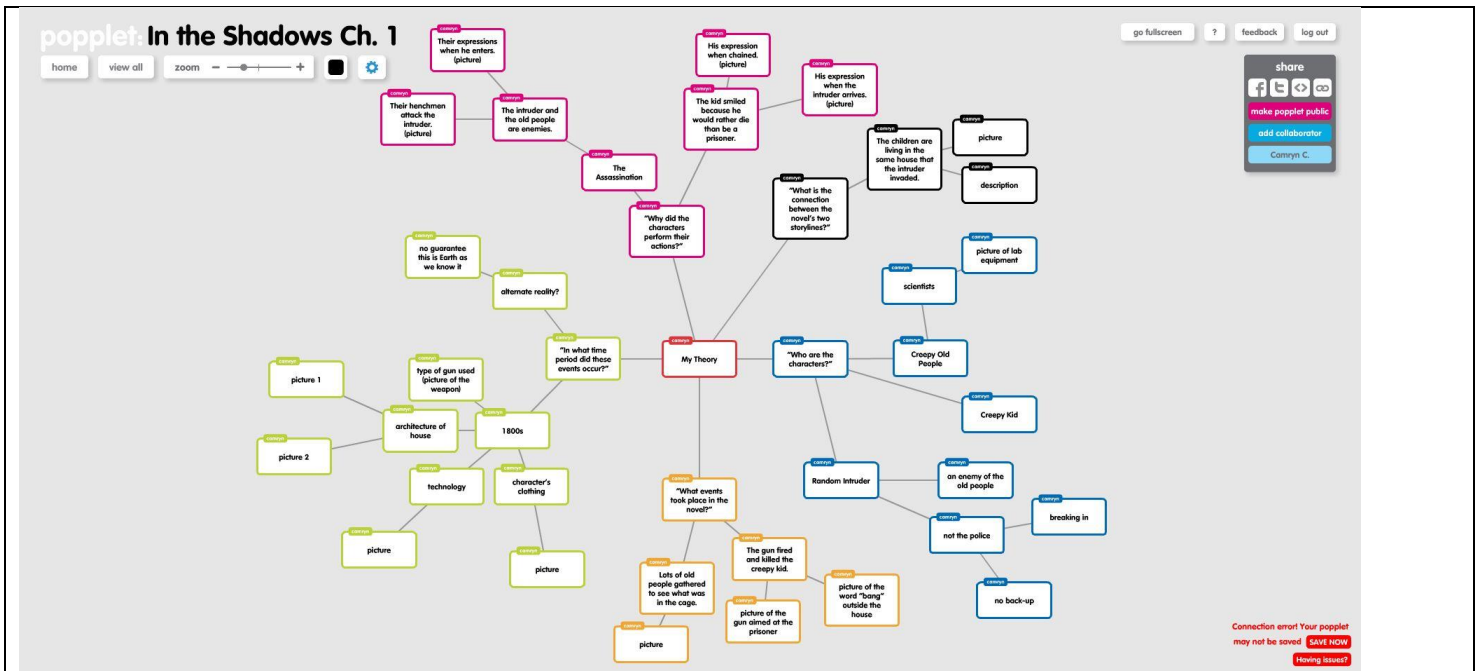 popplet: In the Shadows Ch. 1
home
view all
zoom
go fullscreen
?
feedback
log out
share
make popplet public
add collaborator
Camryn C.
camryn
Their expressions
when he enters.
(picture)
camryn
Their henchmen
attack the
intruder.
(picture)
camryn
The intruder and
the old people
are enemies.
camryn
The
Assassination
camryn
His expression
when chained.
(picture)
camryn
The kid smiled
because he
would rather die
than be a
prisoner.
camryn
His expression
when the
intruder arrives.
(picture)
camryn
"Why did the
characters
perform their
actions?"
camryn
The children are
living in the
same house that
the intruder
invaded.
camryn
picture
camryn
description
camryn
"What is the
connection
between the
novel's two
storylines?"
camryn
no guarantee
this is Earth as
we know it
camryn
alternate reality?
camryn
"In what time
period did these
events occur?"
camryn
My Theory
camryn
"Who are the
characters?"
camryn
picture of lab
equipment
camryn
scientists
camryn
Creepy Old
People
camryn
Creepy Kid
camryn
picture 1
camryn
type of gun used
(picture of the
weapon)
camryn
architecture of
house
camryn
1800s
camryn
picture 2
camryn
technology
camryn
character's
clothing
camryn
picture
camryn
picture
camryn
"What events
took place in the
novel?"
camryn
Lots of old
people gathered
to see what was
in the cage.
camryn
picture
camryn
The gun fired
and killed the
creepy kid.
camryn
picture of the
gun aimed at the
prisoner
camryn
picture of the
word "bang"
outside the
house
camryn
Random Intruder
camryn
an enemy of the
old people
camryn
not the police
camryn
breaking in
camryn
no back-up
Connection error! Your popplet
may not be saved SAVE NOW
Having issues?